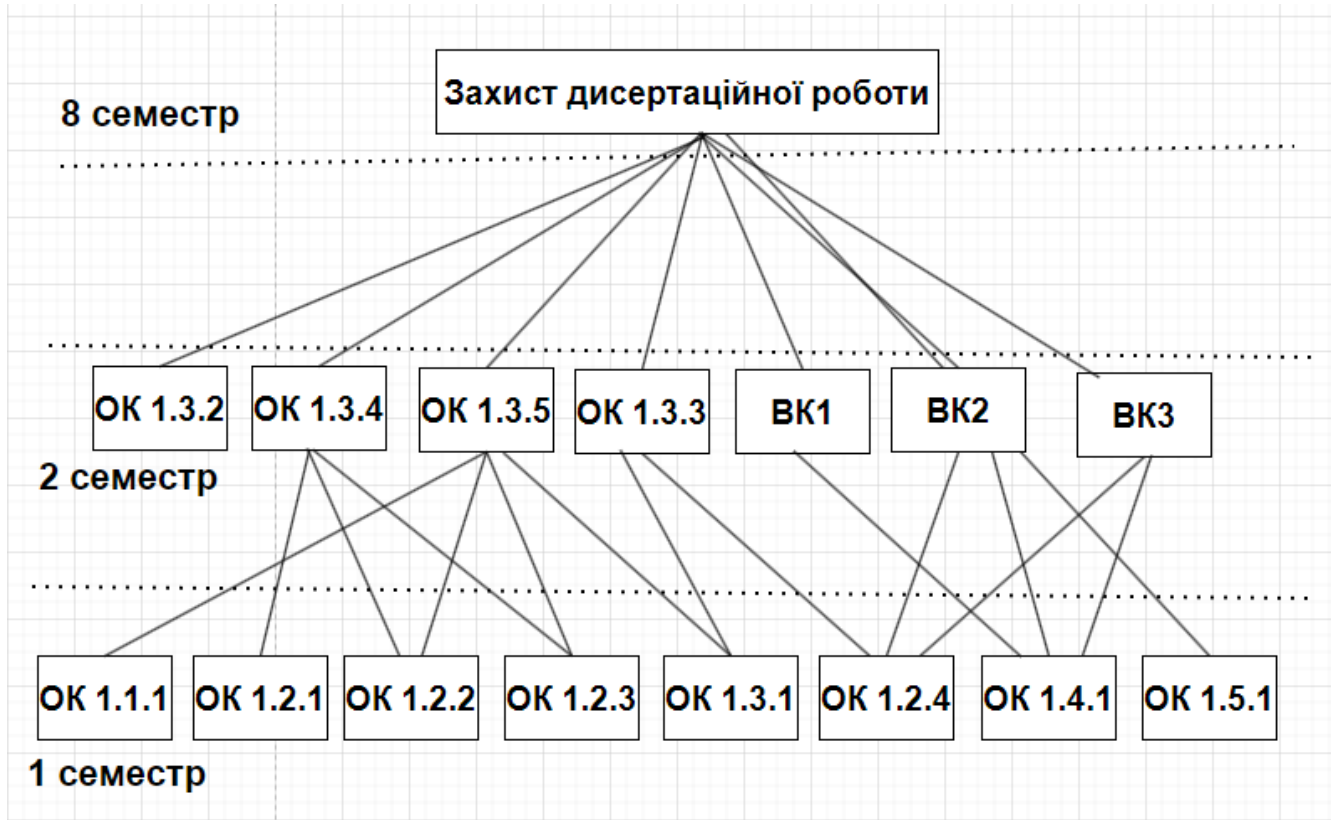 Захист дисертаційної роботи
8 семестр
ОК 1.3.2
ОК 1.3.4
ОК 1.3.5
ОК 1.3.3
ВК1
ВК2
ВК3
2 семестр
ОК 1.1.1
ОК 1.2.1
ОК 1.2.2
ОК 1.2.3
ОК 1.3.1
ОК 1.2.4
ОК 1.4.1
ОК 1.5.1
1 семестр